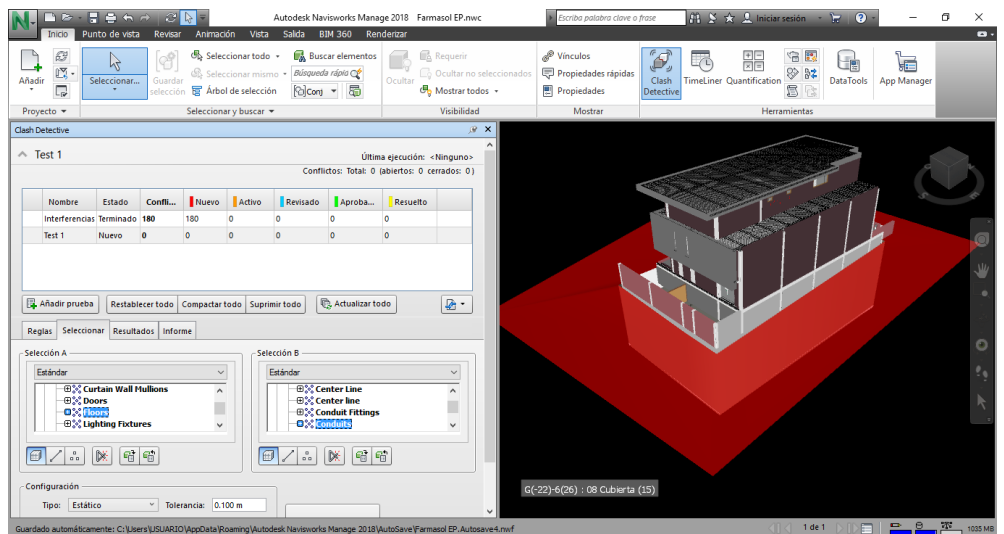 Autodesk Navisworks Manage 2018 Farmasol EP.nwc
Escriba palabra clave o frase
Iniciar sesión
Inicio Punto de vista Revisar Animación Vista Salida BIM 360 Renderizar
Añadir
Proyecto
Seleccionar...
Guardar selección
Seleccionar todo
Seleccionar mismo
Árbol de selección
Buscar elementos
Búsqueda rápia
Conj
Seleccionar y buscar
Ocultar
Requerir
Ocultar no seleccionados
Mostrar todos
Visibilidad
Vínculos
Propiedades rápidas
Propiedades
Mostrar
Clash Detective
TimeLiner
Quantification
DataTools
App Manager
Herramientas
Clash Detective
Test 1
Última ejecución: <Ninguno>
Conflictos: Total: 0 (abiertos: 0 cerrados: 0)
Nombre Estado Confli... Nuevo Activo Revisado Aproba... Resuelto
Interferencias Terminado 180 180 0 0 0 0
Test 1 Nuevo 0 0 0 0 0 0
Añadir prueba Restablecer todo Compactar todo Suprimir todo Actualizar todo
Reglas Seleccionar Resultados Informe
Selección A
Estándar
Curtain Wall Mullions
Doors
Floors
Lighting Fixtures
Selección B
Estándar
Center Line
Center line
Conduit Fittings
Conduits
Configuración
Tipo: Estático Tolerancia: 0.100 m
G(-22)-6(26) : 08 Cubierta (15)
Guardado automáticamente: C:\Users\USUARIO\AppData\Roaming\Autodesk Navisworks Manage 2018\AutoSave\Farmasol EP.Autosave4.nwf
1 de 1
1035 MB